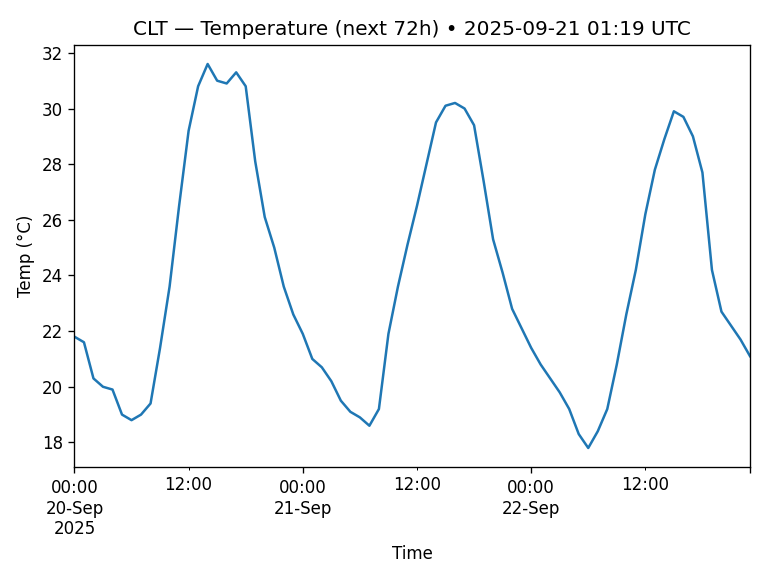 CLT — Temperature (next 72h) • 2025-09-21 01:19 UTC
32
30
28
26
24
22
20
18
Temp (°C)
00:00 12:00 00:00 12:00 00:00 12:00
20-Sep 21-Sep 22-Sep
2025
Time